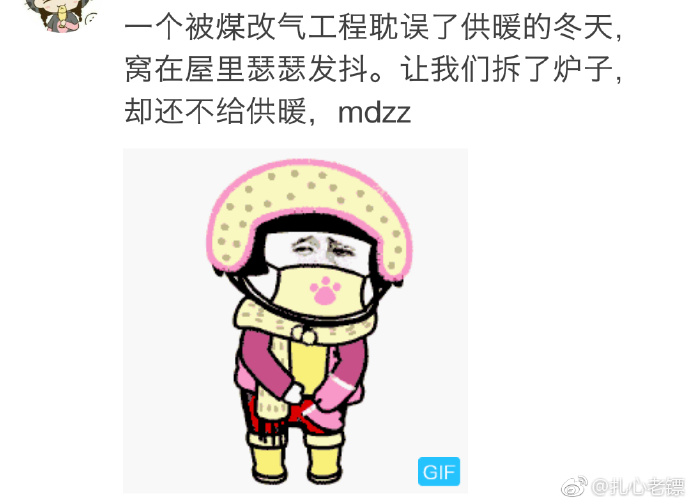 一个被煤改气工程耽误了供暖的冬天，
窝在屋里瑟瑟发抖。让我们拆了炉子，
却还不给供暖，mdzz
GIF
@扎心老镖